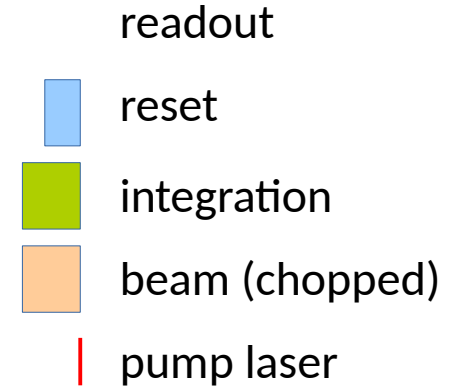 readout
reset
integration
beam (chopped)
pump laser